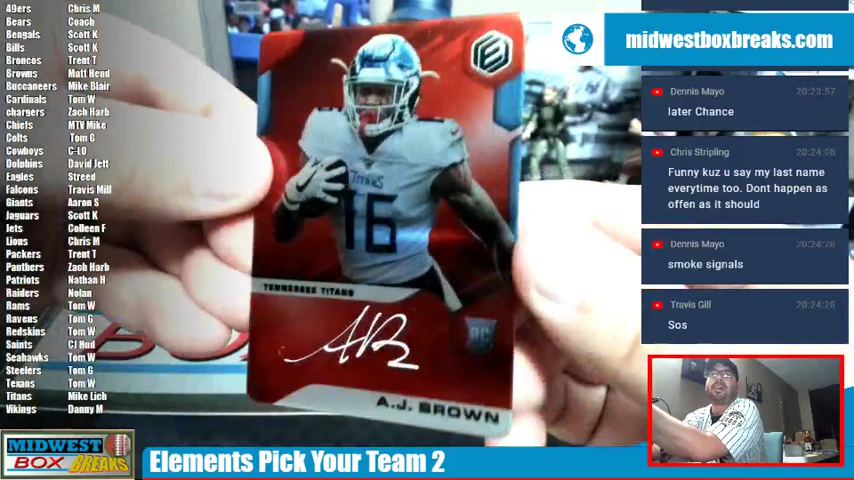 49ers Chris M
Bears Coach
Bengals Scott K
Bills Scott K
Broncos Trent T
Browns Matt Hend
Buccaneers Mike Blair
Cardinals Tom W
chargers Zach Harb
Chiefs MTV Mike
Colts Tom G
Cowboys C-LO
Dolphins David Jett
Eagles Streed
Falcons Travis Mill
Giants Aaron S
Jaguars Scott K
Jets Colleen F
Lions Chris M
Packers Trent T
Panthers Zach Harb
Patriots Nathan H
Raiders Nolan
Rams Tom W
Ravens Tom G
Redskins Tom W
Saints CJ Hud
Seahawks Tom W
Steelers Tom G
Texans Tom W
Titans Mike Lich
Vikings Danny M
E
TITANS
16
TENNESSEE TITANS
RC
A.J. BROWN
midwestboxbreaks.com
Dennis Mayo 20:23:57
later Chance
Chris Stripling 20:24:08
Funny kuz u say my last name
everytime too. Dont happen as
offen as it should
Dennis Mayo 20:24:28
smoke signals
Travis Gill 20:24:28
Sos
MIDWEST
BOX BREAKS
Elements Pick Your Team 2